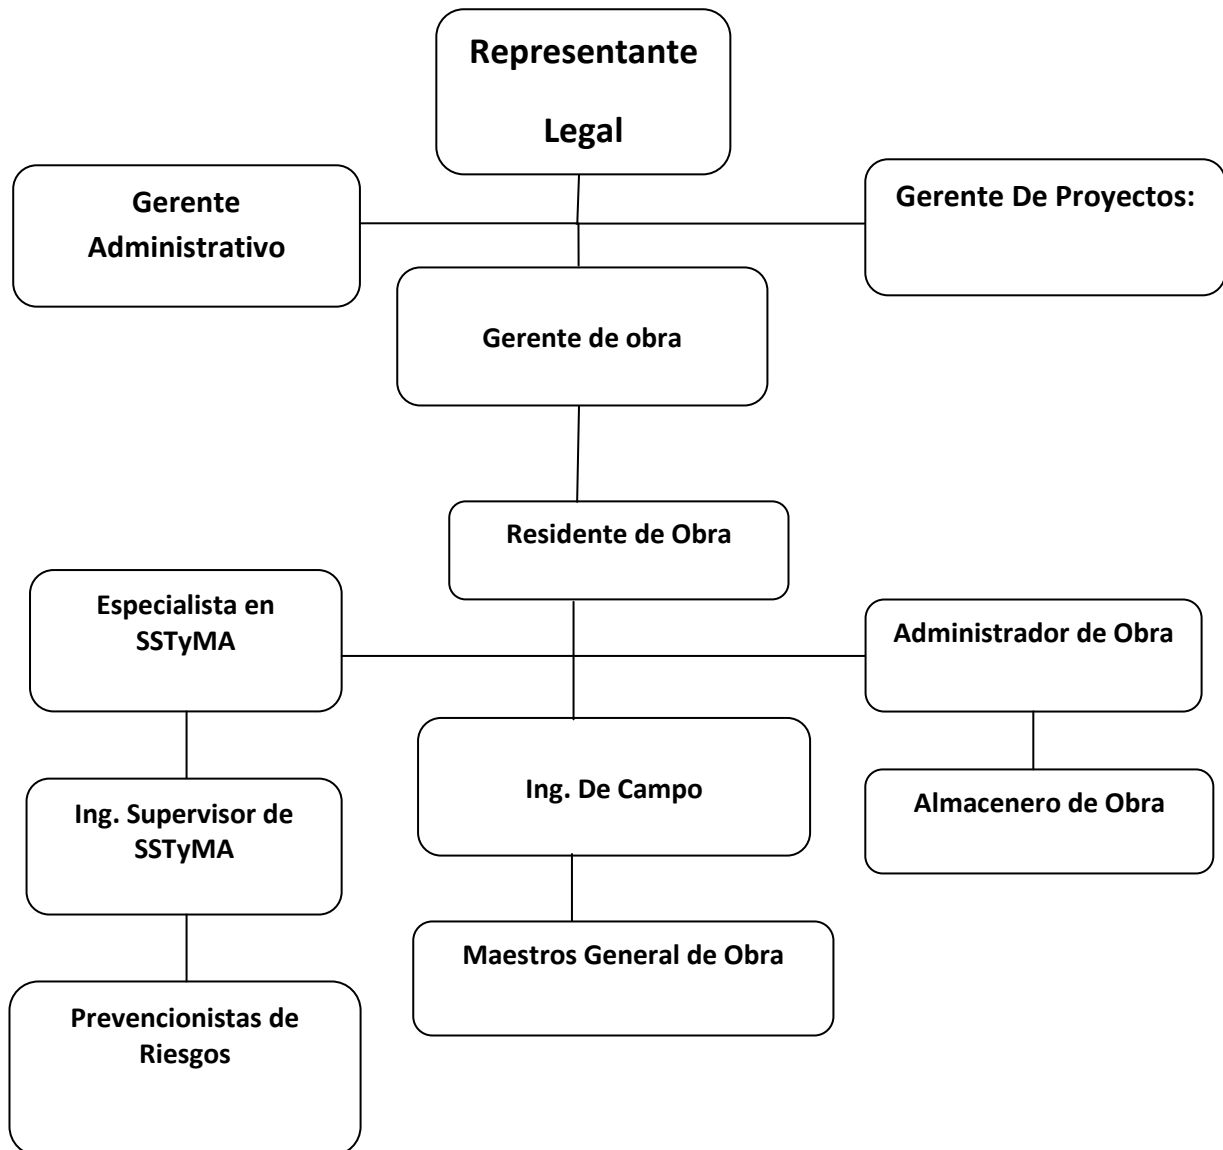 Representante
Legal
Gerente
Administrativo
Gerente De Proyectos:
Gerente de obra
Residente de Obra
Especialista en
SSTyMA
Administrador de Obra
Ing. Supervisor de
SSTyMA
Ing. De Campo
Almacenero de Obra
Maestros General de Obra
Prevencionistas de
Riesgos